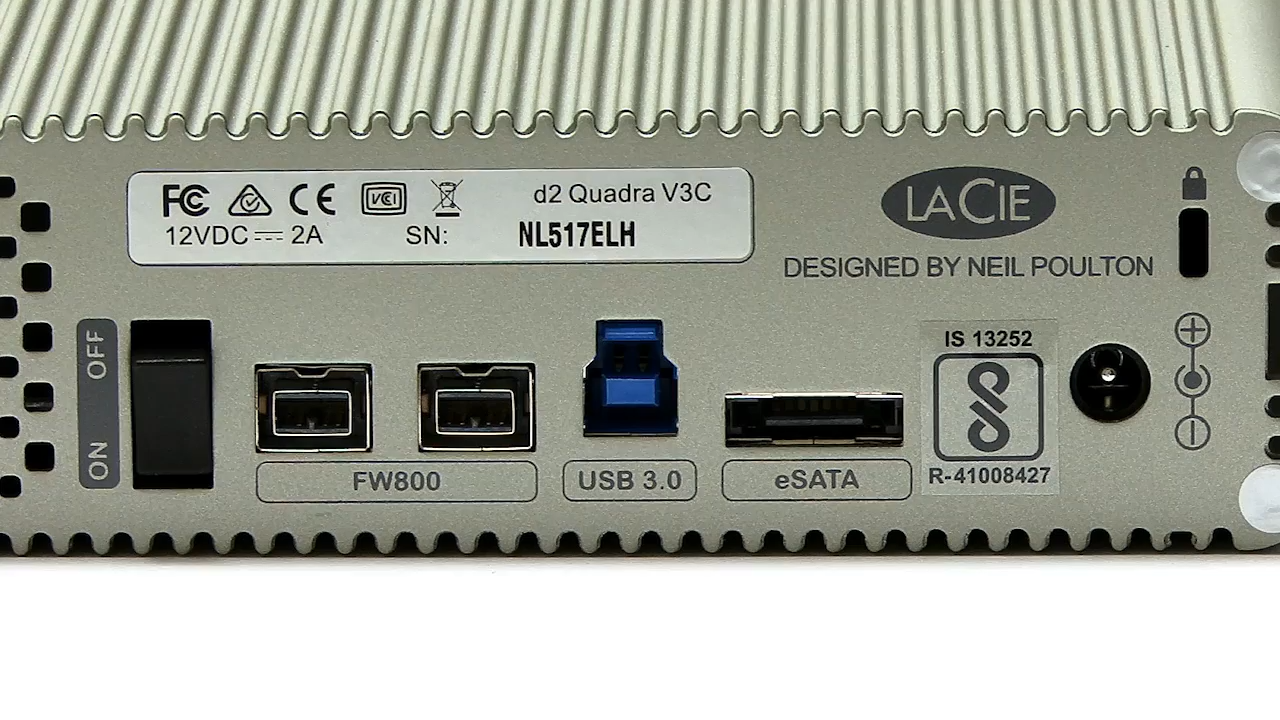 FC CE VCI d2 Quadra V3C
12VDC 2A SN: NL517ELH
LACIE
DESIGNED BY NEIL POULTON
OFF
ON
FW800
USB 3.0
eSATA
IS 13252
R-41008427